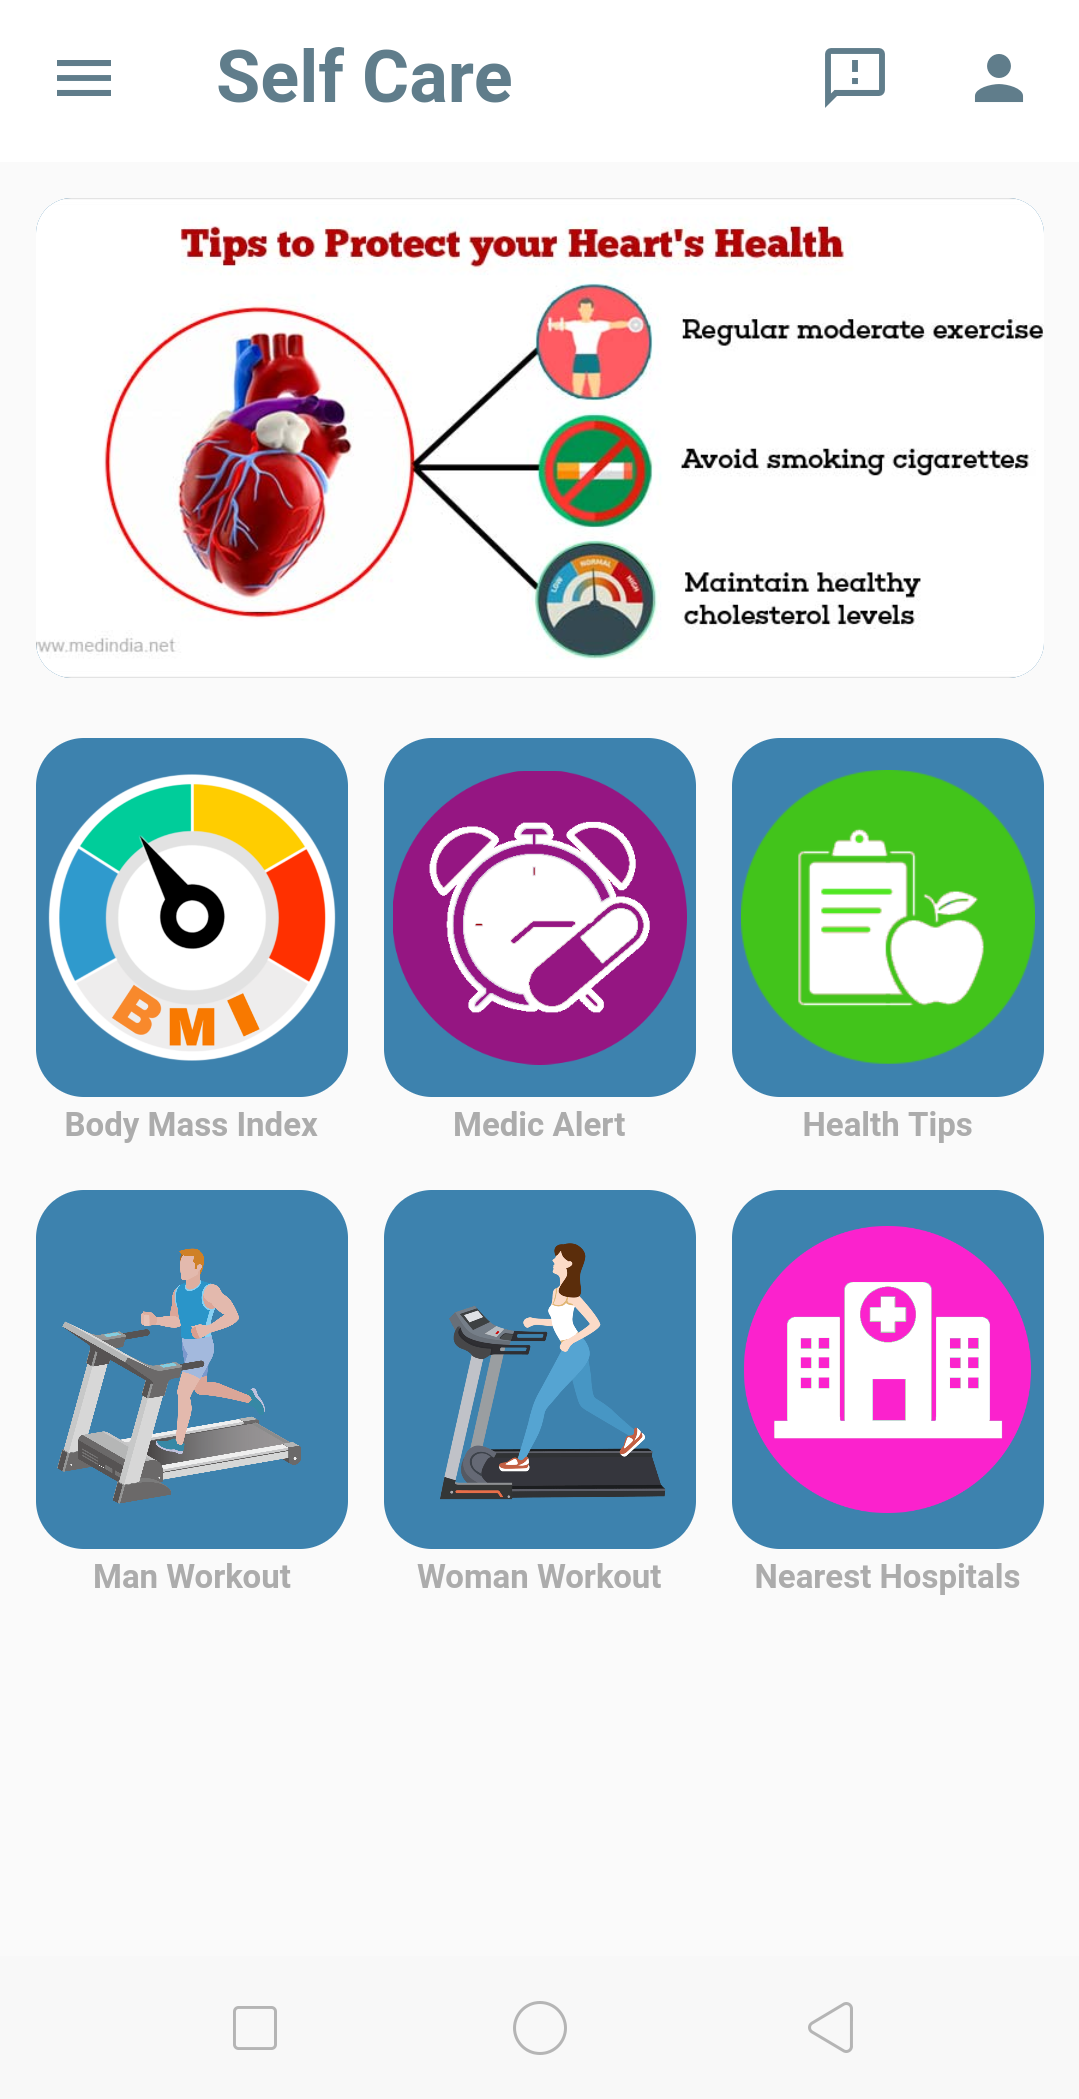 Self Care
Tips to Protect your Heart's Health
Regular moderate exercise
Avoid smoking cigarettes
LOW NORMAL HIGH
Maintain healthy
cholesterol levels
www.medindia.net
BMI
Body Mass Index
Medic Alert
Health Tips
Man Workout
Woman Workout
Nearest Hospitals